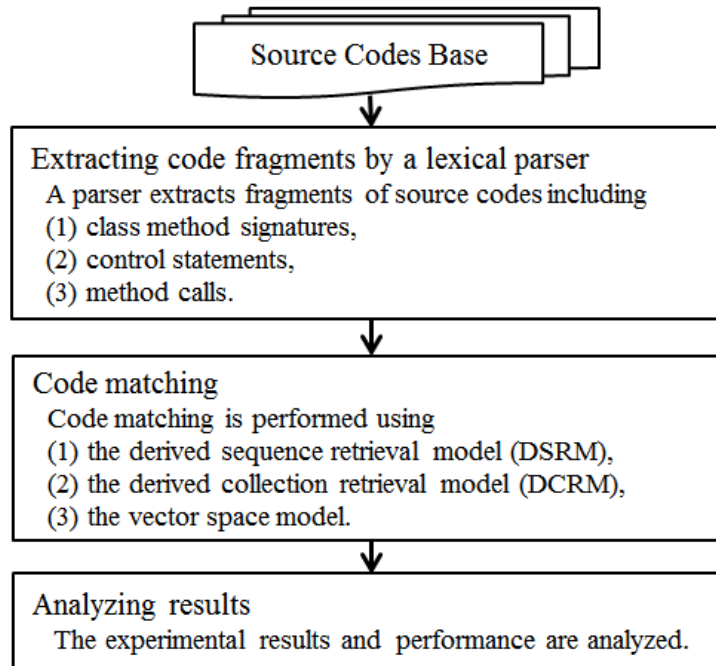 Source Codes Base
Extracting code fragments by a lexical parser
A parser extracts fragments of source codes including
(1) class method signatures,
(2) control statements,
(3) method calls.
Code matching
Code matching is performed using
(1) the derived sequence retrieval model (DSRM),
(2) the derived collection retrieval model (DCRM),
(3) the vector space model.
Analyzing results
The experimental results and performance are analyzed.